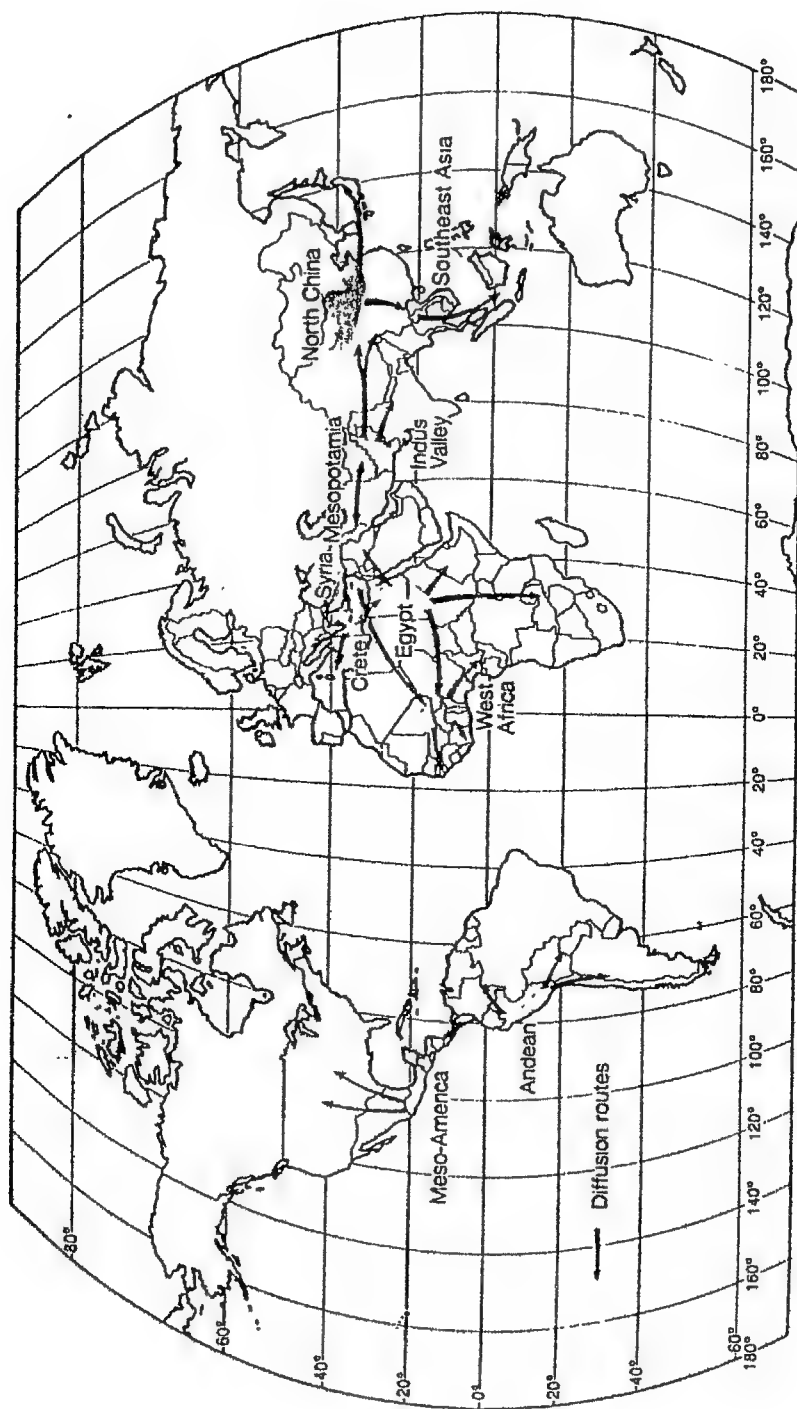 North China
Southeast Asia
Syria
Mesopotamia
Indus
Valley
Crete
Egypt
West
Africa
Meso-America
Andean
Diffusion routes
80°
60°
40°
20°
0°
20°
40°
60°
180°
160°
140°
120°
100°
80°
60°
40°
20°
0°
20°
40°
60°
80°
100°
120°
140°
160°
180°